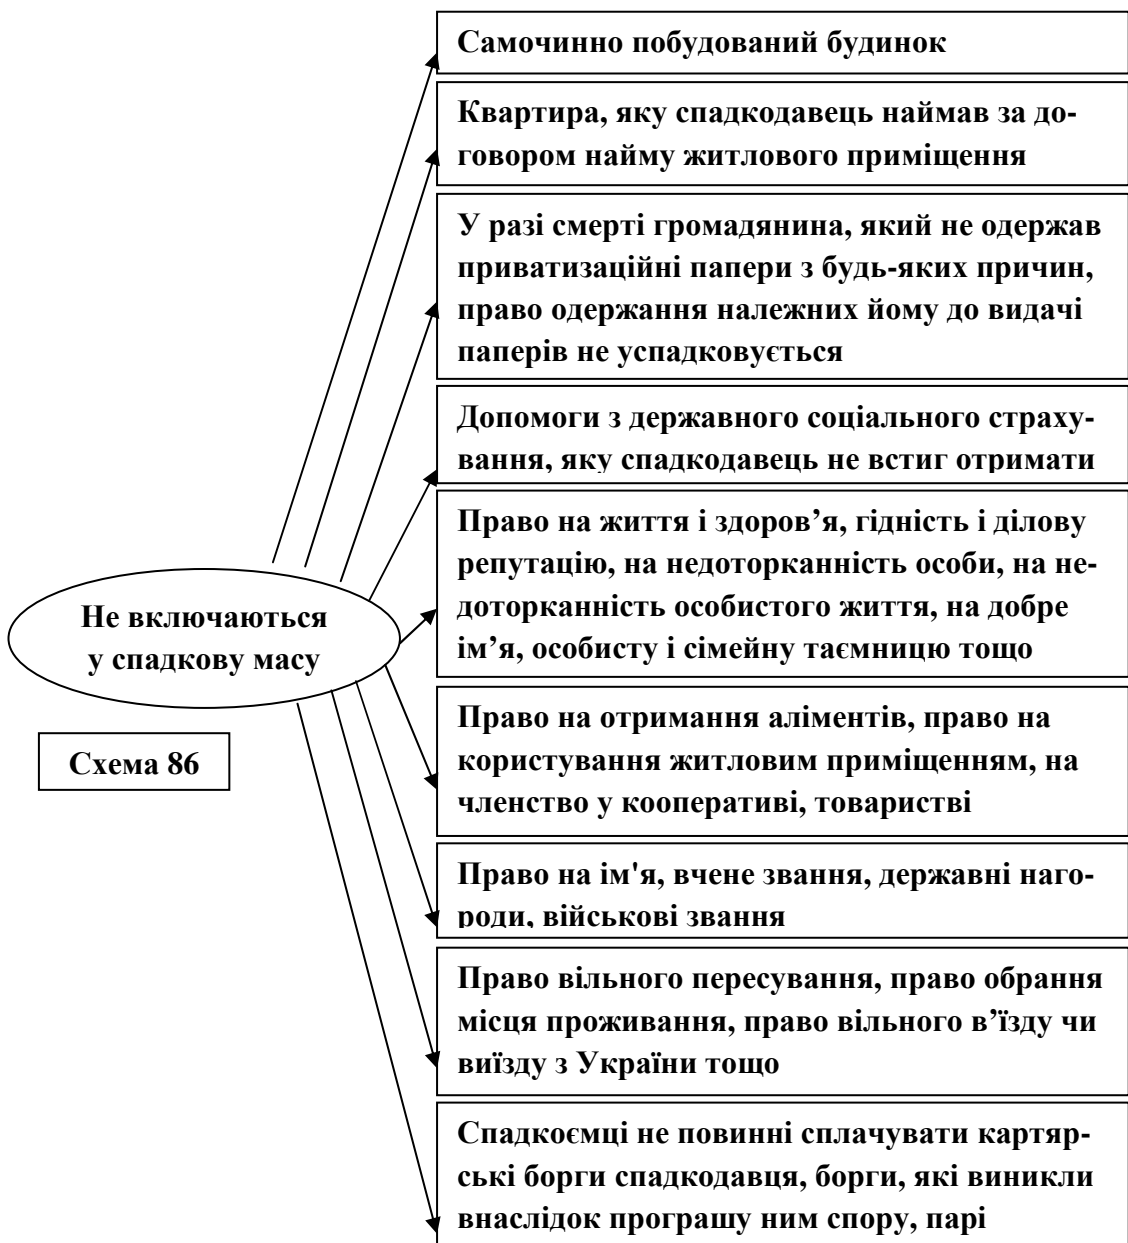 Самочинно побудований будинок
Квартира, яку спадкодавець наймав за до-
говором найму житлового приміщення
У разі смерті громадянина, який не одержав
приватизаційні папери з будь-яких причин,
право одержання належних йому до видачі
паперів не успадковується
Допомоги з державного соціального страху-
вання, яку спадкодавець не встиг отримати
Право на життя і здоров’я, гідність і ділову
репутацію, на недоторканність особи, на не-
доторканність особистого життя, на добре
ім’я, особисту і сімейну таємницю тощо
Не включаються
у спадкову масу
Схема 86
Право на отримання аліментів, право на
користування житловим приміщенням, на
членство у кооперативі, товаристві
Право на ім'я, вчене звання, державні наго-
роди, військові звання
Право вільного пересування, право обрання
місця проживання, право вільного в’їзду чи
виїзду з України тощо
Спадкоємці не повинні сплачувати картяр-
ські борги спадкодавця, борги, які виникли
внаслідок програшу ним спору, парі